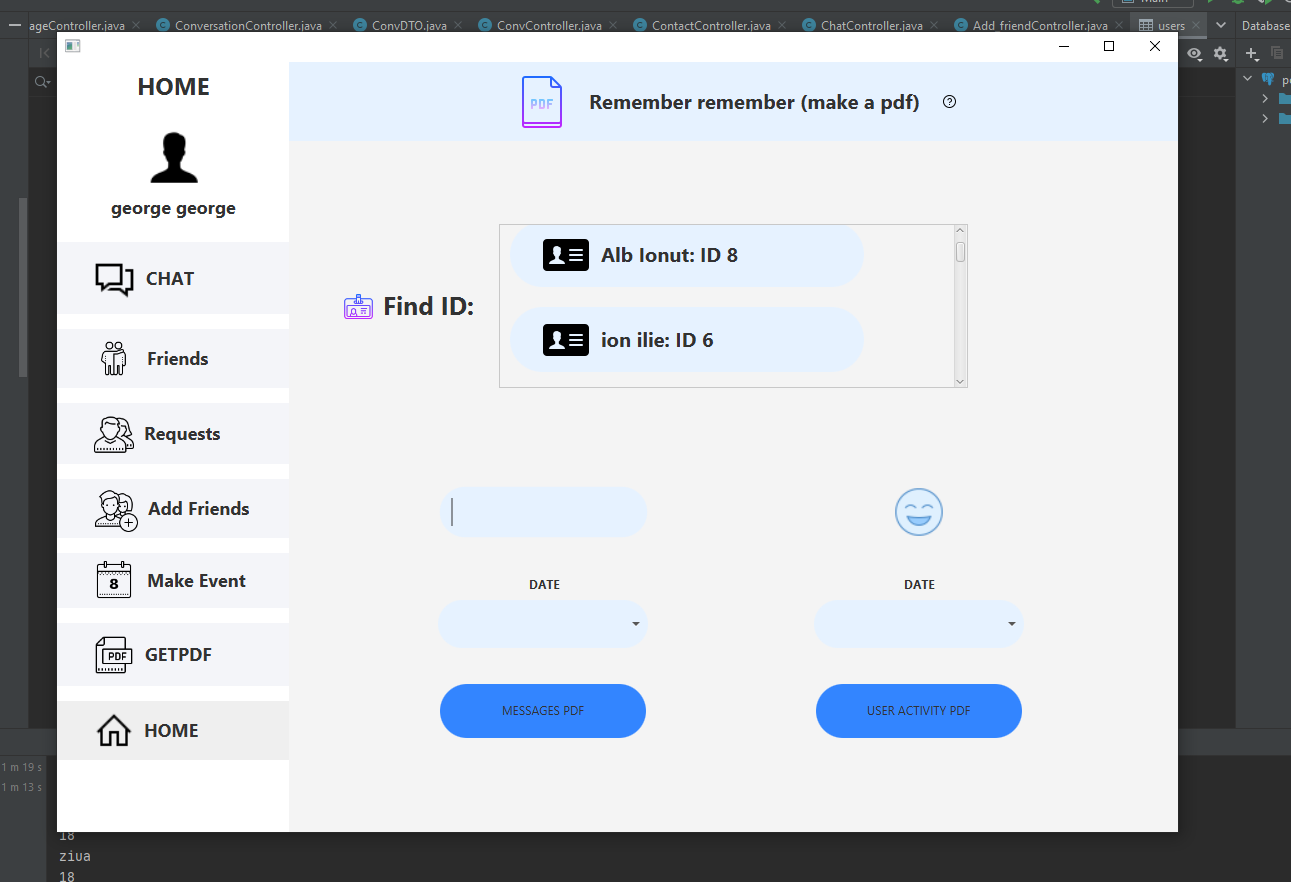 ageController.java
ConversationController.java
ConvDTO.java
ConvController.java
ContactController.java
ChatController.java
Add_friendController.java
users
Database
HOME
george george
CHAT
Friends
Requests
Add Friends
8
Make Event
PDF
GETPDF
HOME
PDF
Remember remember (make a pdf)
?
Find ID:
Alb Ionut: ID 8
ion ilie: ID 6
DATE
DATE
MESSAGES PDF
USER ACTIVITY PDF
1 m 19 s
1 m 13 s
18
ziua
18